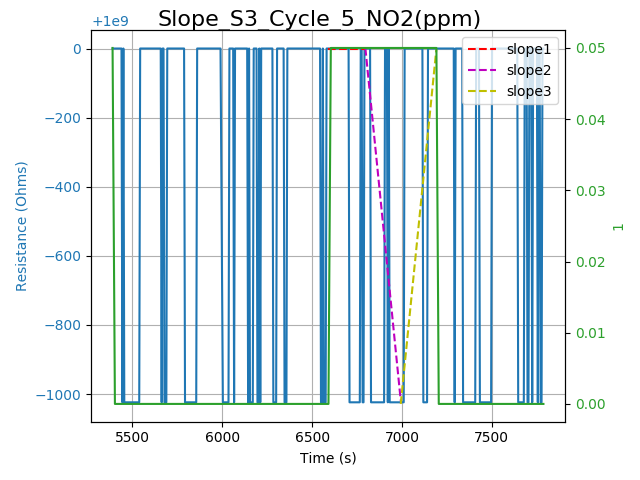 Slope_S3_Cycle_5_NO2(ppm)
+1e9
0
−200
−400
−600
−800
−1000
Resistance (Ohms)
slope1
slope2
slope3
0.05
0.04
0.03
0.02
0.01
0.00
1
5500
6000
6500
7000
7500
Time (s)